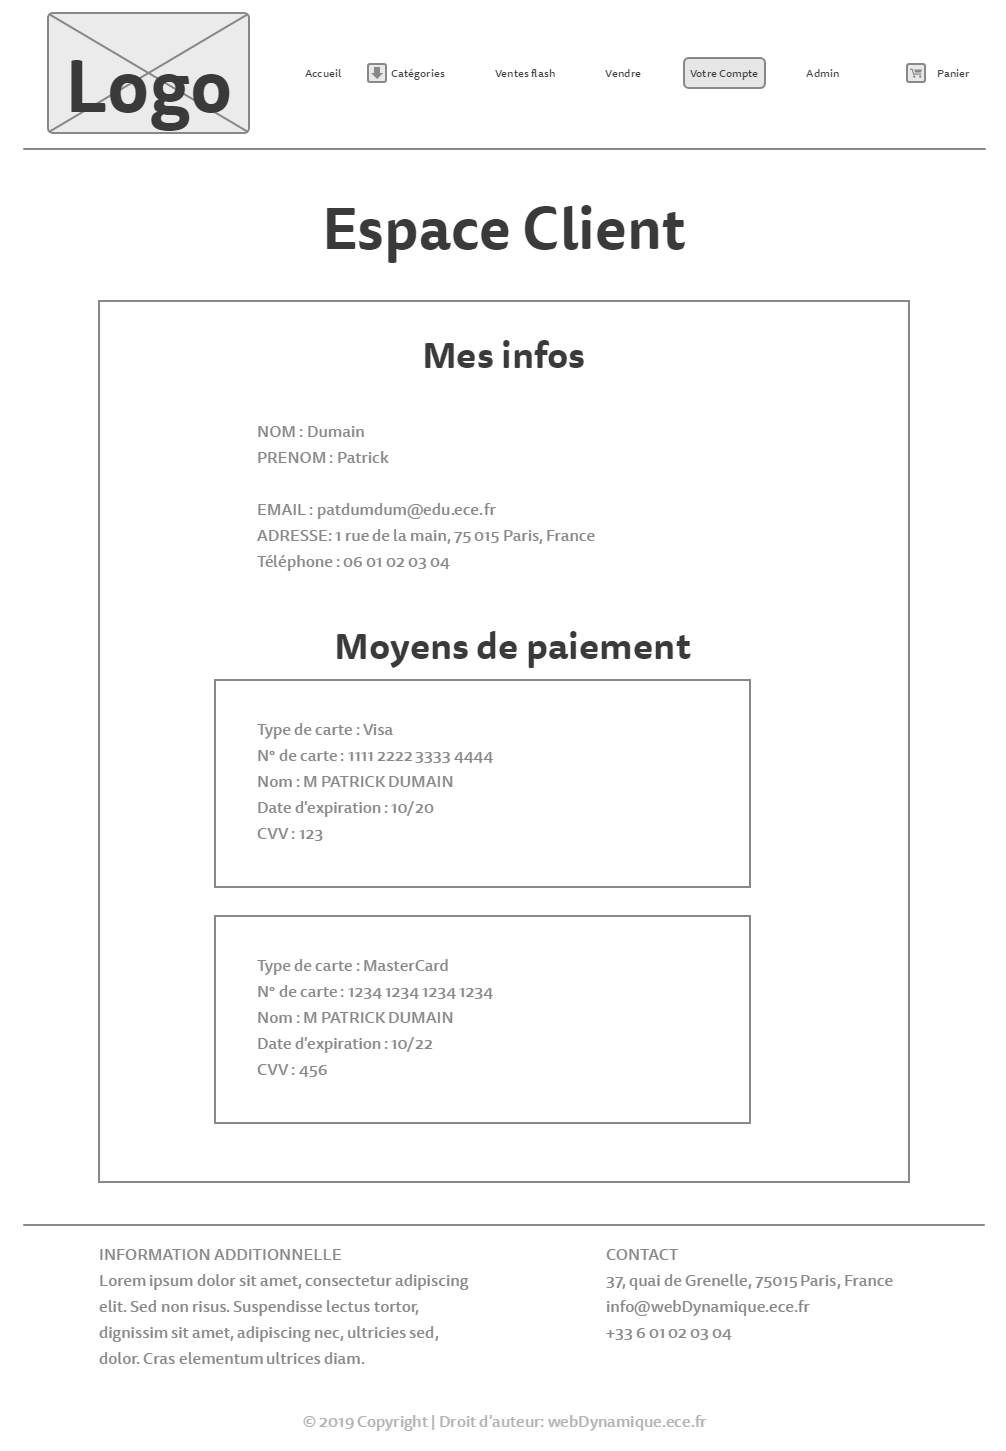 Logo
Accueil
Catégories
Ventes flash
Vendre
Votre Compte
Admin
Panier
Espace Client
Mes infos
NOM : Dumain
PRENOM : Patrick
EMAIL : patdumdum@edu.ece.fr
ADRESSE: 1 rue de la main, 75 015 Paris, France
Téléphone : 06 01 02 03 04
Moyens de paiement
Type de carte : Visa
N° de carte : 1111 2222 3333 4444
Nom : M PATRICK DUMAIN
Date d'expiration : 10/20
CVV : 123
Type de carte : MasterCard
N° de carte : 1234 1234 1234 1234
Nom : M PATRICK DUMAIN
Date d'expiration : 10/22
CVV : 456
INFORMATION ADDITIONNELLE
Lorem ipsum dolor sit amet, consectetur adipiscing
elit. Sed non risus. Suspendisse lectus tortor,
dignissim sit amet, adipiscing nec, ultricies sed,
dolor. Cras elementum ultrices diam.
CONTACT
37, quai de Grenelle, 75015 Paris, France
info@webDynamique.ece.fr
+33 6 01 02 03 04
© 2019 Copyright | Droit d'auteur: webDynamique.ece.fr